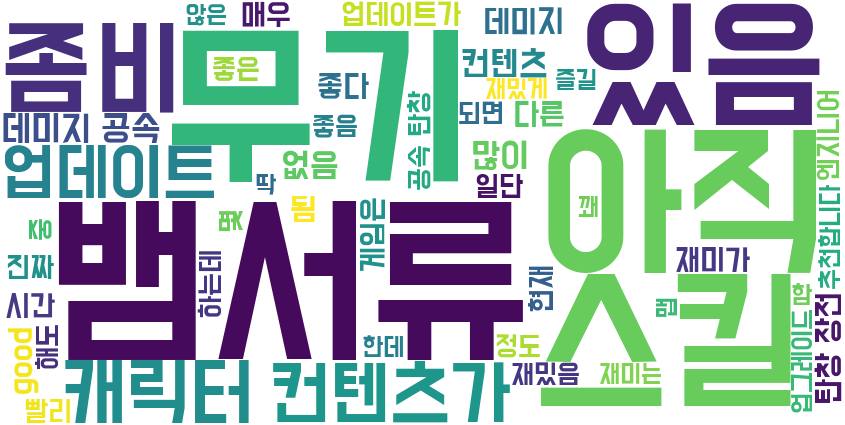 않은 매우 업데이트가 데미지 있음
좀비 무기 좋은 좋다 컨텐츠 재밌게 즐길
데미지 공속 좋음 공속 탄창 되면 다른
업데이트 딱 없음 많이 일단 아직 꽤 엔지니어
중 몇 됨 게임은
진짜 뱀서류 하는데 현재 재미가 추천합니다
시간 해도 맵 스킬 함
good 한데 정도 업그레이드 탄창 장전
빨리 캐릭터 컨텐츠가 재밌음 재미는